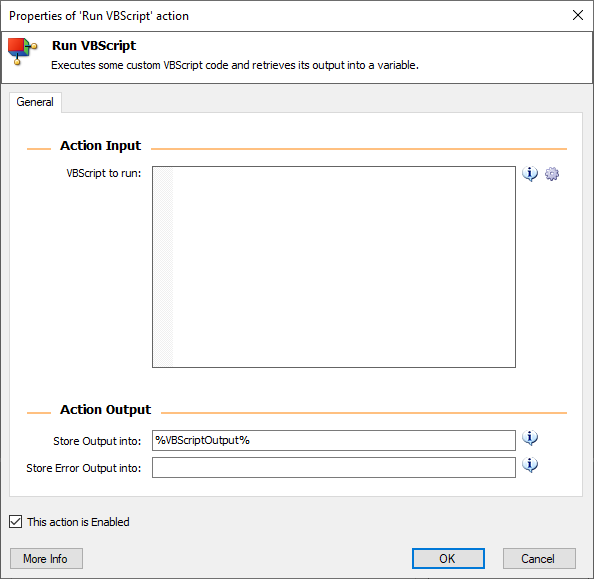 Properties of 'Run VBScript' action
Run VBScript
Executes some custom VBScript code and retrieves its output into a variable.
General
Action Input
VBScript to run:
Action Output
Store Output into:
%VBScriptOutput%
Store Error Output into:
This action is Enabled
More Info
OK
Cancel